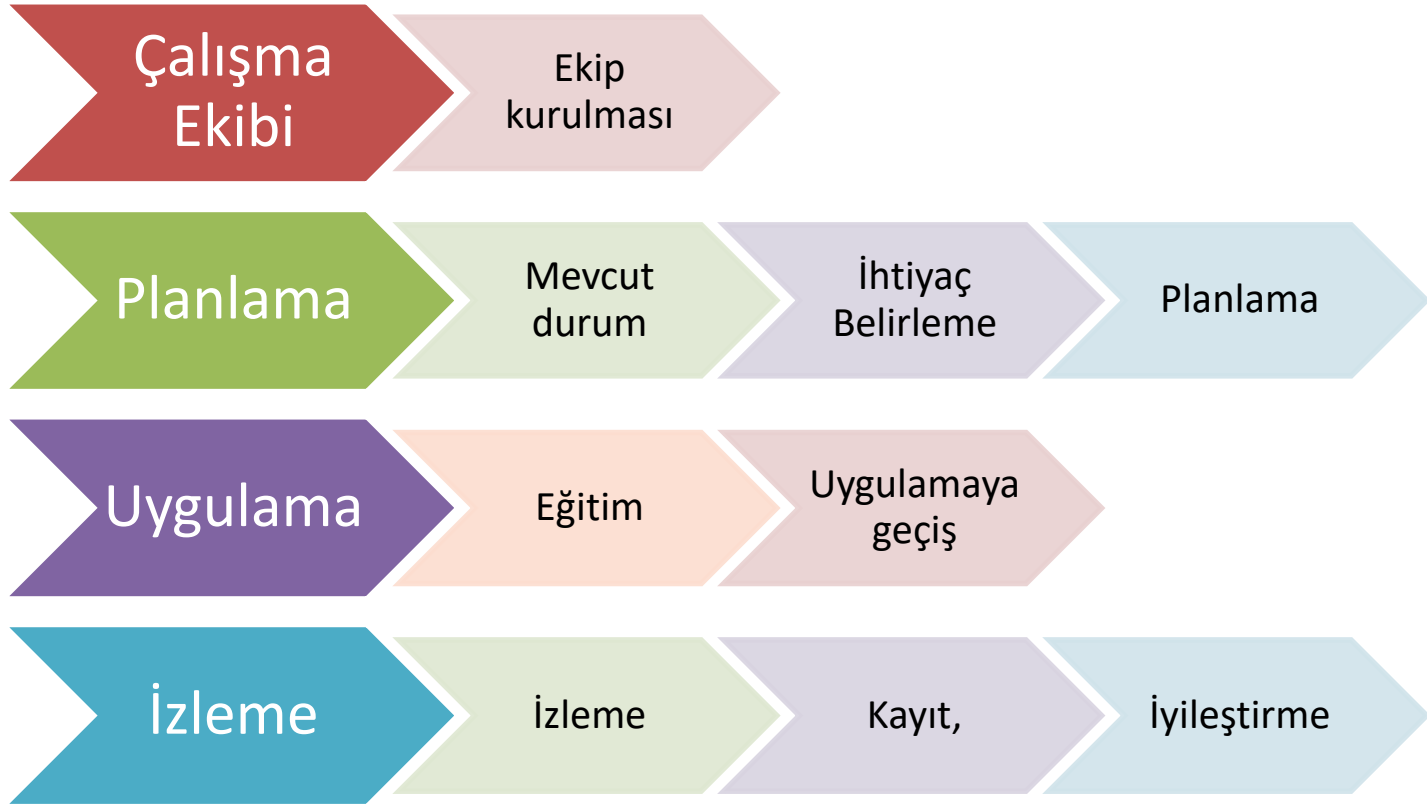 Çalışma
Ekibi
Ekip
kurulması
Planlama
Mevcut
durum
İhtiyaç
Belirleme
Planlama
Uygulama
Eğitim
Uygulamaya
geçiş
İzleme
İzleme
Kayıt,
İyileştirme